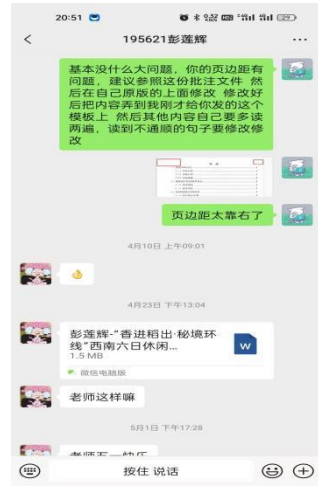 20:51
195621彭莲辉
基本没什么大问题，你的页边距有
问题，建议参照这份批注文件 然
后在自己原版的上面修改 修改好
后把内容弄到我刚才给你发的这个
模板上 然后其他内容自己要多读
两遍，读到不通顺的句子要修改修
改
页边距太靠右了
4月10日 上午09:01
4月23日 下午13:04
彭莲辉-“香进稻出·秘境环
线”西南六日休闲...
1.5 MB
W
微信电脑版
老师这样嘛
5月1日 下午17:28
老师五一快乐
按住 说话